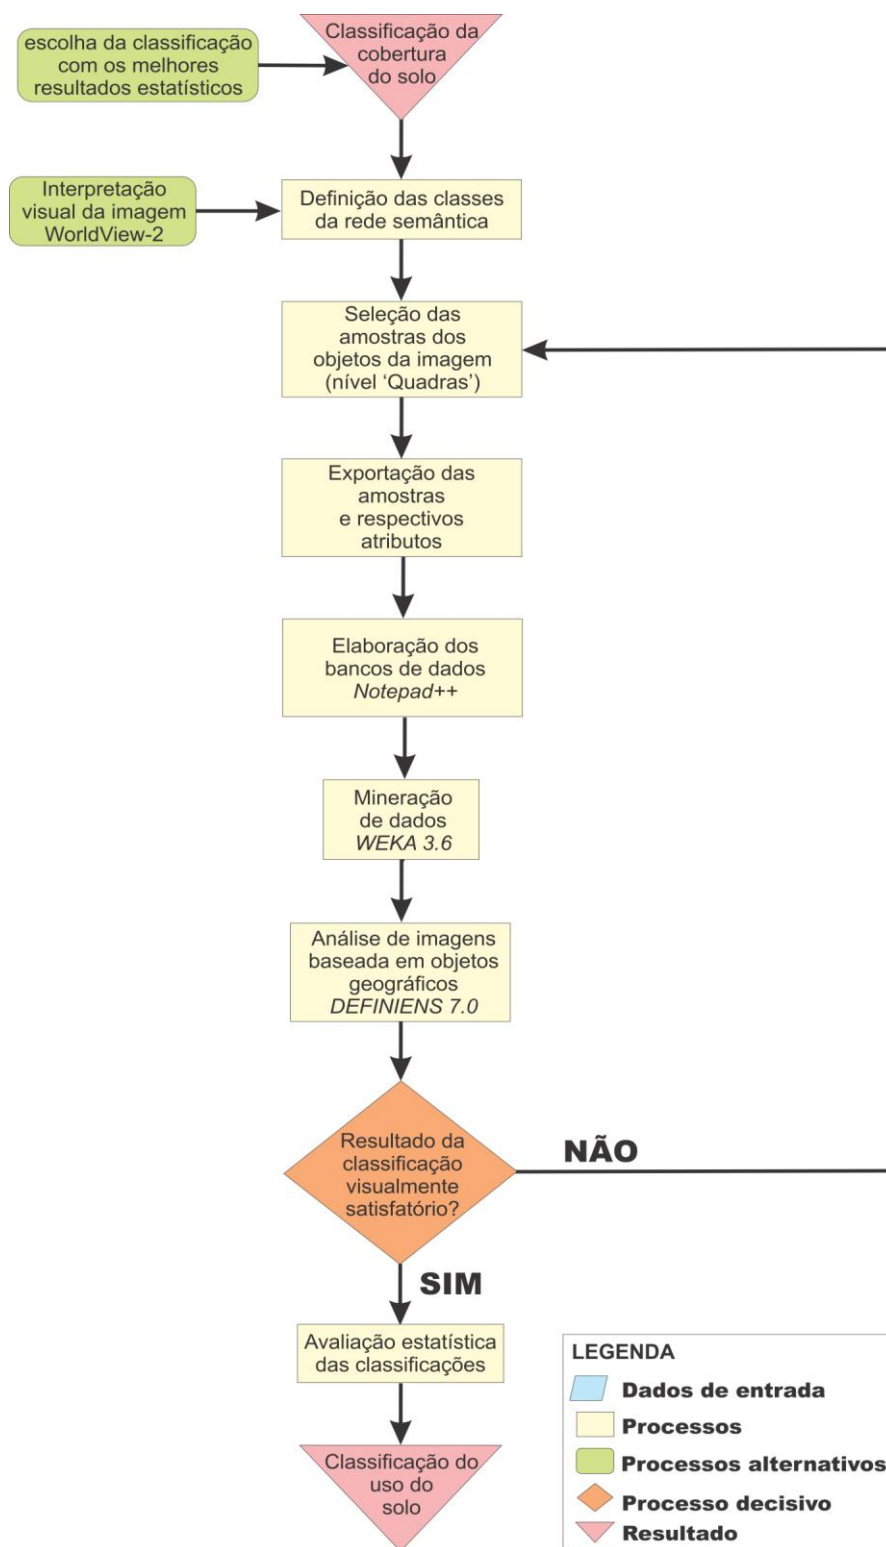 escolha da classificação
com os melhores
resultados estatísticos
Classificação da
cobertura
do solo
Interpretação
visual da imagem
WorldView-2
Definição das classes
da rede semântica
Seleção das
amostras dos
objetos da imagem
(nível ‘Quadras’)
Exportação das
amostras
e respectivos
atributos
Elaboração dos
bancos de dados
Notepad++
Mineração
de dados
WEKA 3.6
Análise de imagens
baseada em objetos
geográficos
DEFINIENS 7.0
Resultado da
classificação
visualmente
satisfatório?
NÃO
SIM
Avaliação estatística
das classificações
Classificação do
uso do
solo
LEGENDA
Dados de entrada
Processos
Processos alternativos
Processo decisivo
Resultado